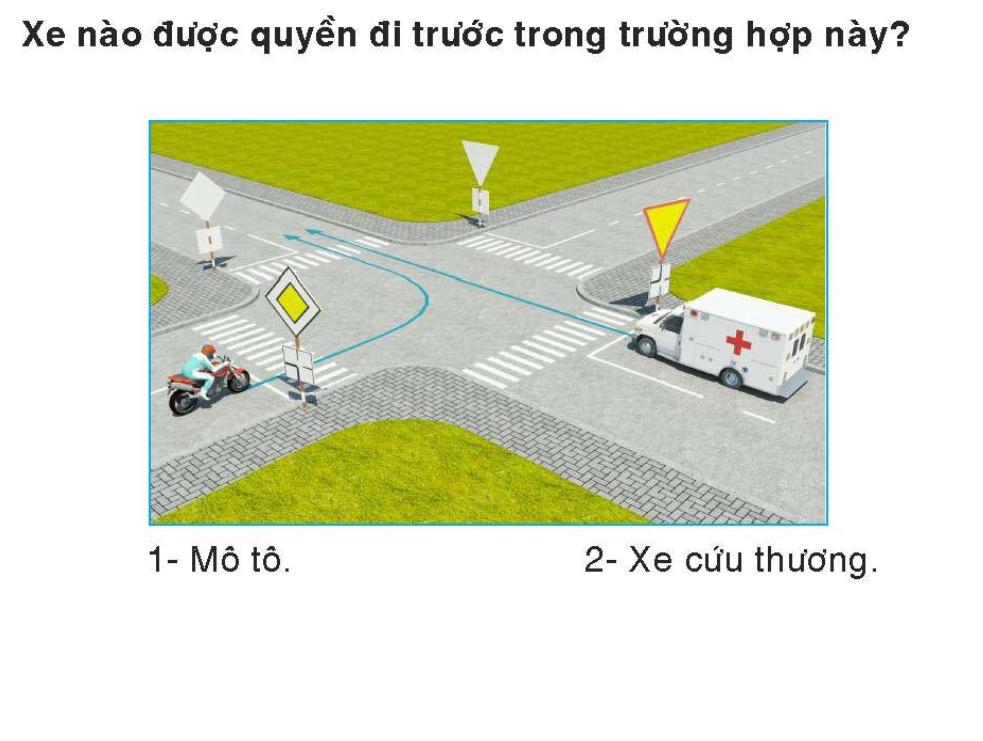 Xe nào được quyền đi trước trong trường hợp này?
1- Mô tô.
2- Xe cứu thương.